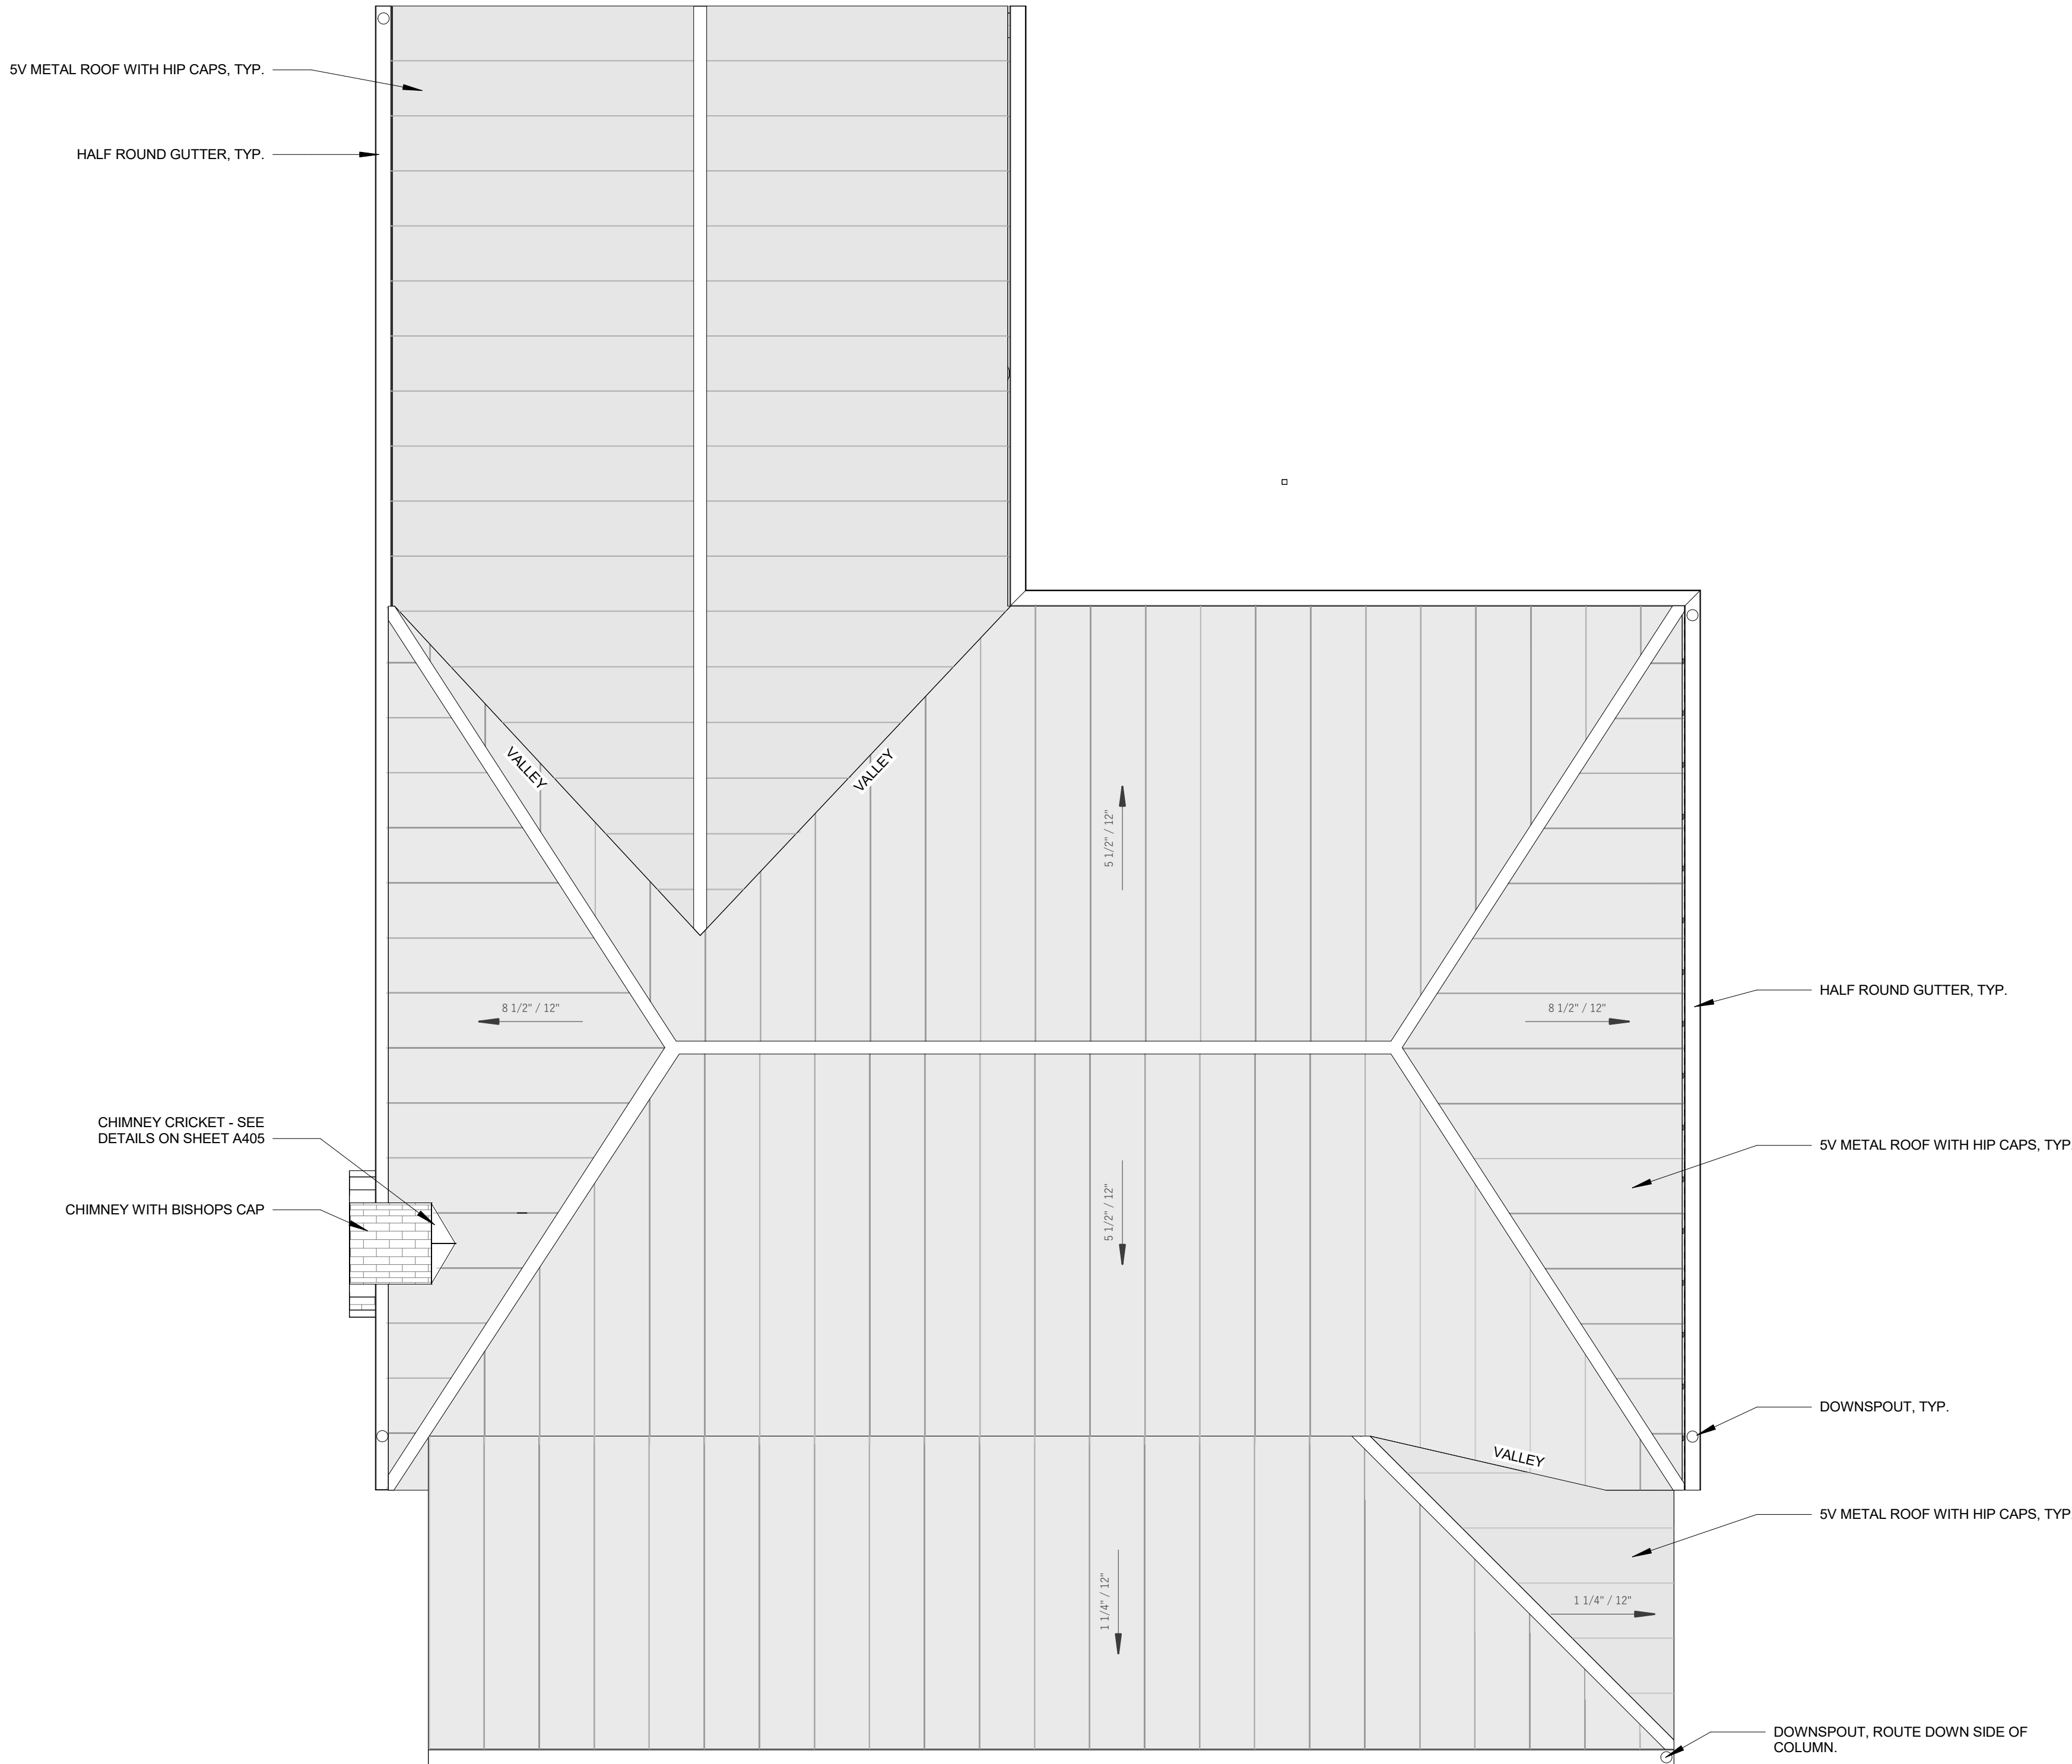 5V METAL ROOF WITH HIP CAPS, TYP.
HALF ROUND GUTTER, TYP.
VALLEY
VALLEY
5 1/2" / 12"
8 1/2" / 12"
8 1/2" / 12"
HALF ROUND GUTTER, TYP.
CHIMNEY CRICKET - SEE
DETAILS ON SHEET A405
5V METAL ROOF WITH HIP CAPS, TYP
CHIMNEY WITH BISHOPS CAP
5 1/2" / 12"
DOWNSPOUT, TYP.
VALLEY
5V METAL ROOF WITH HIP CAPS, TYP
1 1/4" / 12"
1 1/4" / 12"
DOWNSPOUT, ROUTE DOWN SIDE OF
COLUMN.